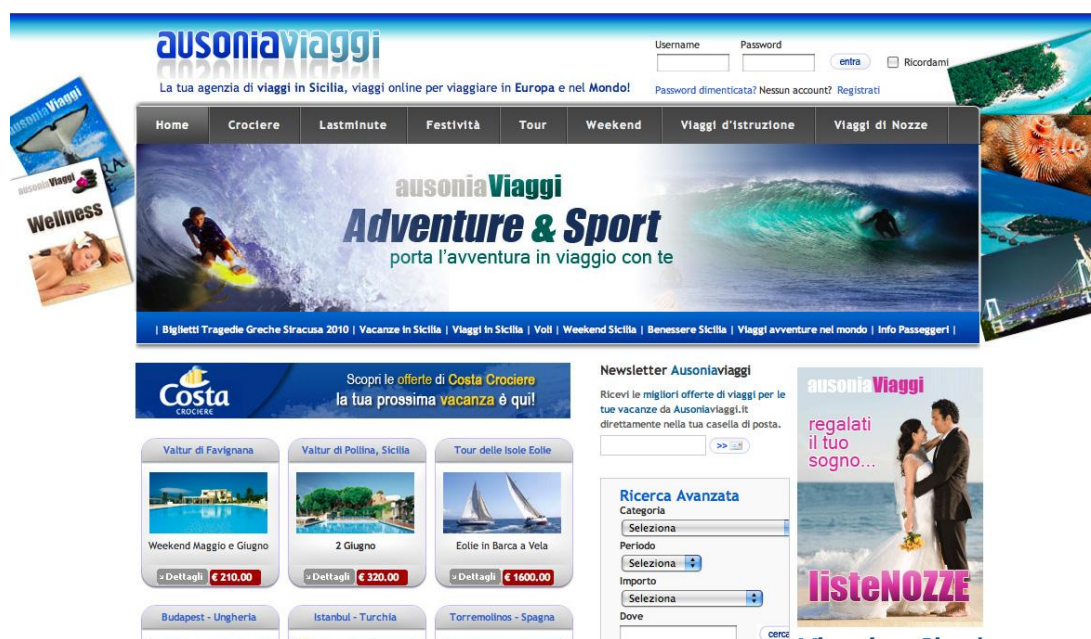 ausoniaviaggi
La tua agenzia di viaggi in Sicilia, viaggi online per viaggiare in Europa e nel Mondo!
Username Password
entra Ricordami
Password dimenticata? Nessun account? Registrati
ausoniaViaggi
ausoniaViaggi
Wellness
Home Crociere Lastminute Festività Tour Weekend Viaggi d'istruzione Viaggi di Nozze
ausoniaViaggi
Adventure & Sport
porta l'avventura in viaggio con te
| Biglietti Tragedie Greche Siracusa 2010 | Vacanze in Sicilia | Viaggi in Sicilia | Voli | Weekend Sicilia | Benessere Sicilia | Viaggi avventure nel mondo | Info Passeggeri |
Costa
CROCIERE
Scopri le offerte di Costa Crociere
la tua prossima vacanza è qui!
Valtur di Favignana
Weekend Maggio e Giugno
Dettagli € 210.00
Valtur di Pollina, Sicilia
2 Giugno
Dettagli € 320.00
Tour delle Isole Eolie
Eolie in Barca a Vela
Dettagli € 1600.00
Budapest - Ungheria
Istanbul - Turchia
Torremolinos - Spagna
Newsletter Ausoniaviaggi
Ricevi le migliori offerte di viaggi per le
tue vacanze da Ausoniaviaggi.it
direttamente nella tua casella di posta.
>>
Ricerca Avanzata
Categoria
Seleziona
Periodo
Seleziona
Importo
Seleziona
Dove
cerca
ausoniaViaggi
regalati
il tuo
sogno...
listeNOZZE